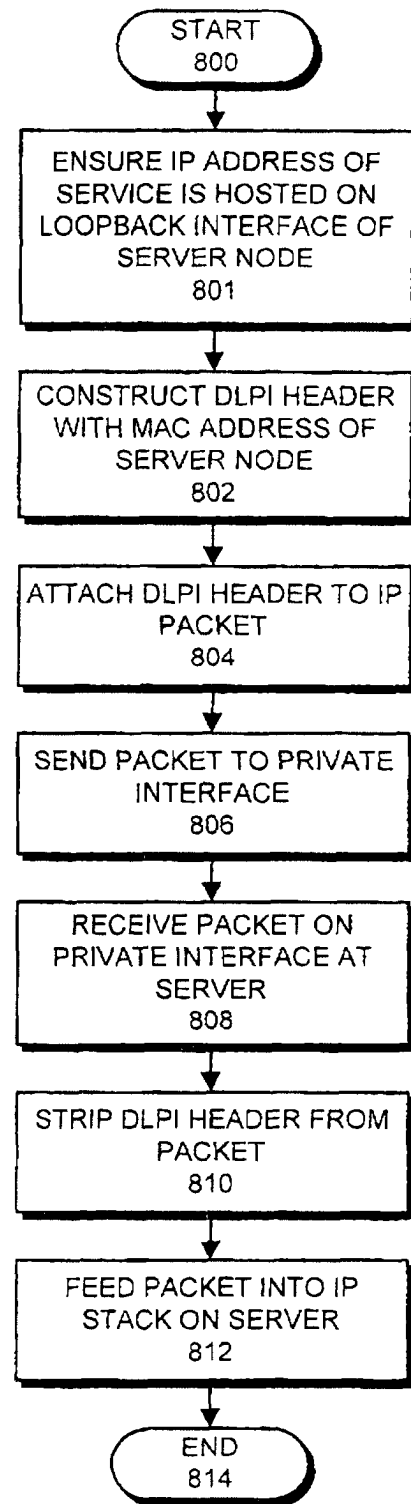 START
800
ENSURE IP ADDRESS OF
SERVICE IS HOSTED ON
LOOPBACK INTERFACE OF
SERVER NODE
801
CONSTRUCT DLPI HEADER
WITH MAC ADDRESS OF
SERVER NODE
802
ATTACH DLPI HEADER TO IP
PACKET
804
SEND PACKET TO PRIVATE
INTERFACE
806
RECEIVE PACKET ON
PRIVATE INTERFACE AT
SERVER
808
STRIP DLPI HEADER FROM
PACKET
810
FEED PACKET INTO IP
STACK ON SERVER
812
END
814